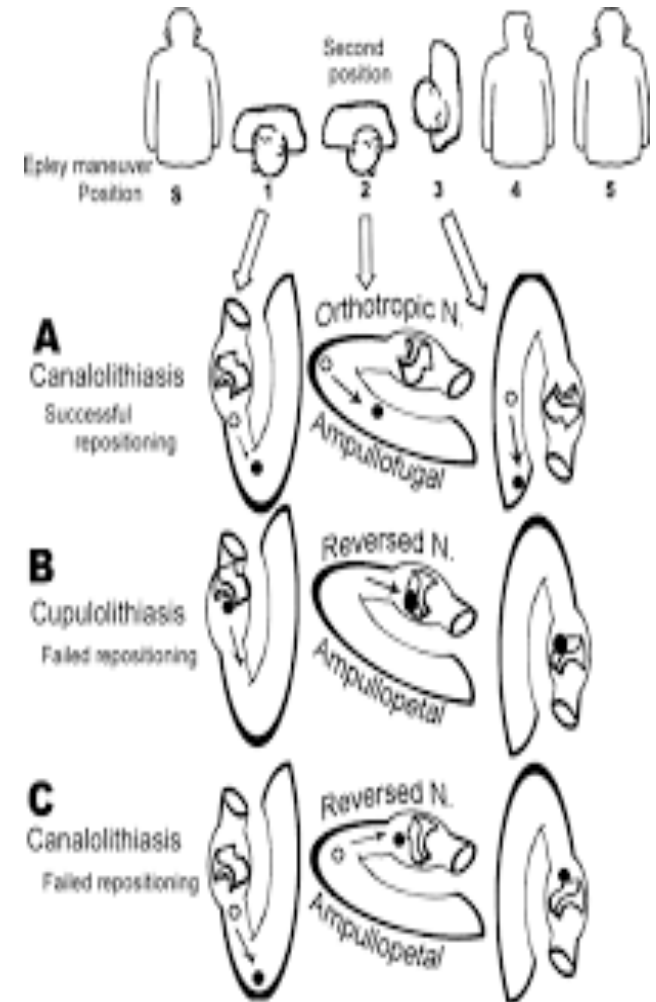 Second
position
Epley maneuver
Position
S
1
2
3
4
5
A
Canalolithiasis
Successful
repositioning
Orthotropic N.
Ampullofugal
B
Cupulolithiasis
Failed repositioning
Reversed N.
Ampullopetal
C
Canalolithiasis
Failed repositioning
Reversed N.
Ampullopetal